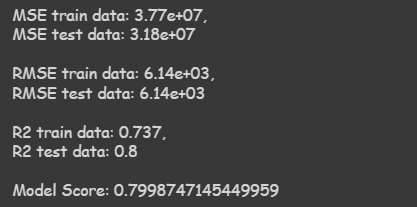 MSE train data: 3.77e+07,
MSE test data: 3.18e+07
RMSE train data: 6.14e+03,
RMSE test data: 6.14e+03
R2 train data: 0.737,
R2 test data: 0.8
Model Score: 0.7998747145449959